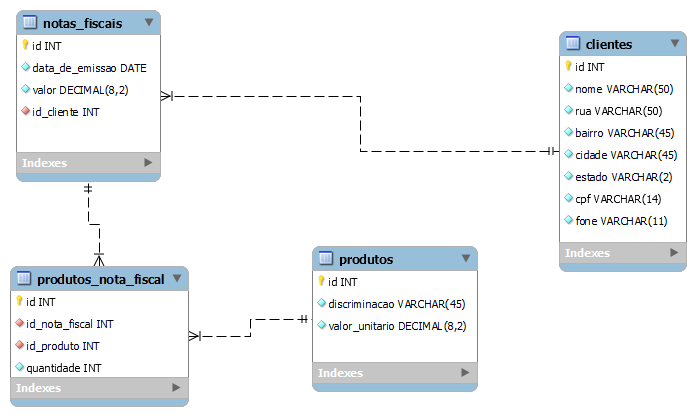 notas_fiscais
id INT
data_de_emissao DATE
valor DECIMAL(8,2)
id_cliente INT
Indexes
clientes
id INT
nome VARCHAR(50)
rua VARCHAR(50)
bairro VARCHAR(45)
cidade VARCHAR(45)
estado VARCHAR(2)
cpf VARCHAR(14)
fone VARCHAR(11)
Indexes
produtos_nota_fiscal
id INT
id_nota_fiscal INT
id_produto INT
quantidade INT
Indexes
produtos
id INT
discriminacao VARCHAR(45)
valor_unitario DECIMAL(8,2)
Indexes